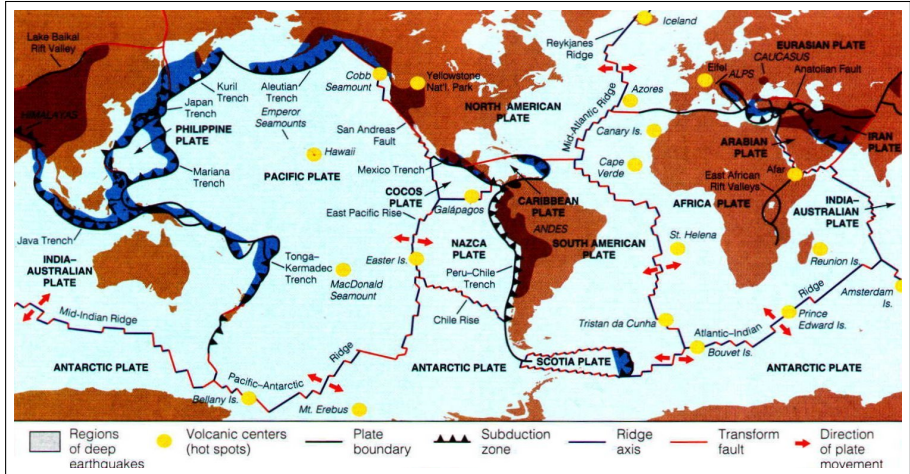 Lake Baikal
Rift Valley
HIMALAYAS
Kuril
Trench
Japan
Trench
PHILIPPINE
PLATE
Mariana
Trench
Java Trench
INDIA–
AUSTRALIAN
PLATE
Mid-Indian Ridge
ANTARCTIC PLATE
Aleutian
Trench
Emperor
Seamounts
Hawaii
PACIFIC PLATE
Tonga–
Kermadec
Trench
MacDonald
Seamount
Pacific–Antarctic
Ridge
Bellany Is.
Mt. Erebus
Cobb
Seamount
Yellowstone
Nat'l. Park
San Andreas
Fault
Mexico Trench
COCOS
PLATE
Galápagos
East Pacific Rise
Easter Is.
NAZCA
PLATE
Peru–Chile
Trench
Chile Rise
ANTARCTIC PLATE
NORTH AMERICAN
PLATE
CARIBBEAN
PLATE
ANDES
SOUTH AMERICAN
PLATE
SCOTIA PLATE
Iceland
Reykjanes
Ridge
Mid-Atlantic Ridge
Azores
Canary Is.
Cape
Verde
St. Helena
Tristan da Cunha
Bouvet Is.
Atlantic–Indian
Ridge
Prince
Edward Is.
ANTARCTIC PLATE
EURASIAN PLATE
CAUCASUS
Eifel
ALPS
Anatolian Fault
ARABIAN
PLATE
IRAN
PLATE
Afar
East African
Rift Valleys
AFRICA PLATE
INDIA–
AUSTRALIAN
PLATE
Reunion Is.
Amsterdam
Is.
Regions
of deep
earthquakes
Volcanic centers
(hot spots)
Plate
boundary
Subduction
zone
Ridge
axis
Transform
fault
Direction
of plate
movement